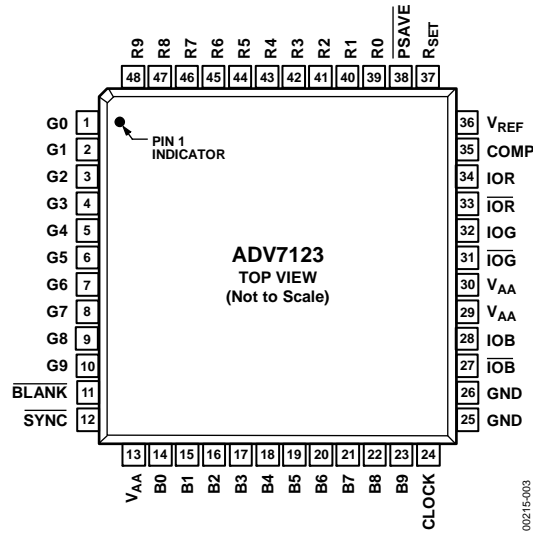 R9 R8 R7 R6 R5 R4 R3 R2 R1 R0 PSAVE RSET
48 47 46 45 44 43 42 41 40 39 38 37
G0 1
G1 2
G2 3
G3 4
G4 5
G5 6
G6 7
G7 8
G8 9
G9 10
BLANK 11
SYNC 12
PIN 1
INDICATOR
ADV7123
TOP VIEW
(Not to Scale)
36 VREF
35 COMP
34 IOR
33 IOR
32 IOG
31 IOG
30 VAA
29 VAA
28 IOB
27 IOB
26 GND
25 GND
13 14 15 16 17 18 19 20 21 22 23 24
VAA B0 B1 B2 B3 B4 B5 B6 B7 B8 B9 CLOCK
00215-003